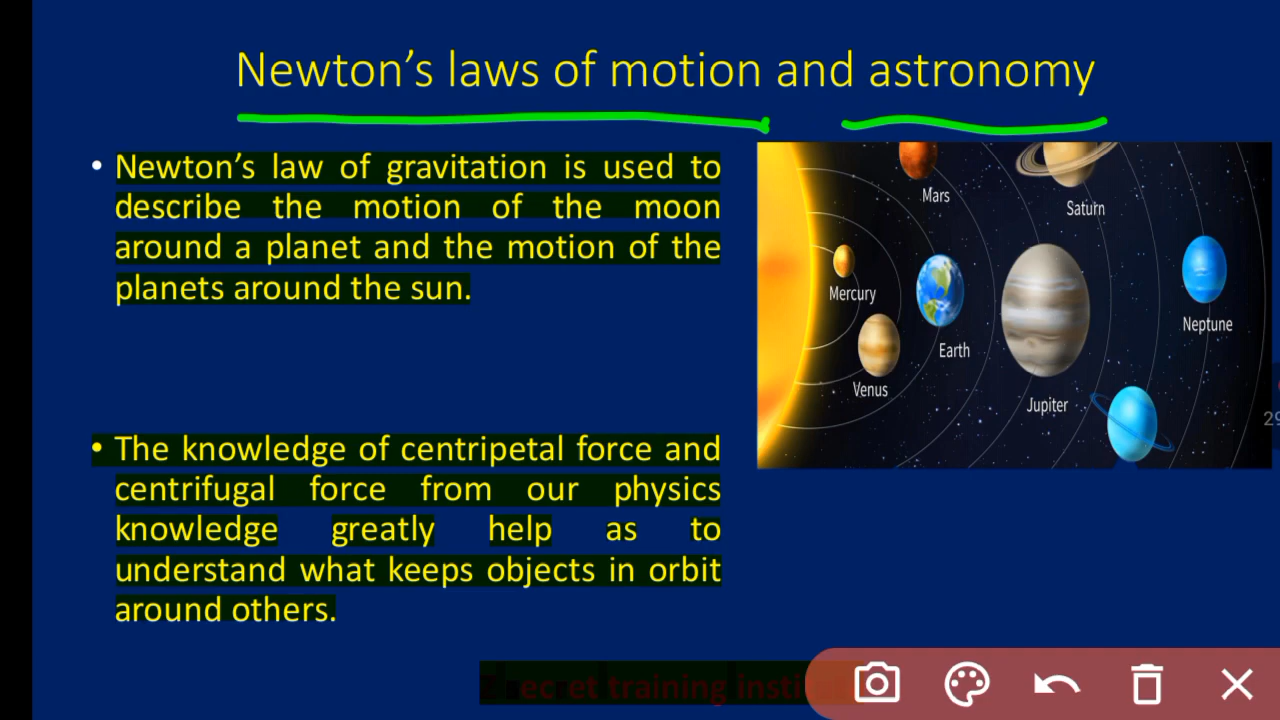 Newton’s laws of motion and astronomy
• Newton’s law of gravitation is used to
describe the motion of the moon
around a planet and the motion of the
planets around the sun.
Mars
Saturn
Mercury
Earth
Venus
Jupiter
Neptune
29
• The knowledge of centripetal force and
centrifugal force from our physics
knowledge greatly help as to
understand what keeps objects in orbit
around others.
training